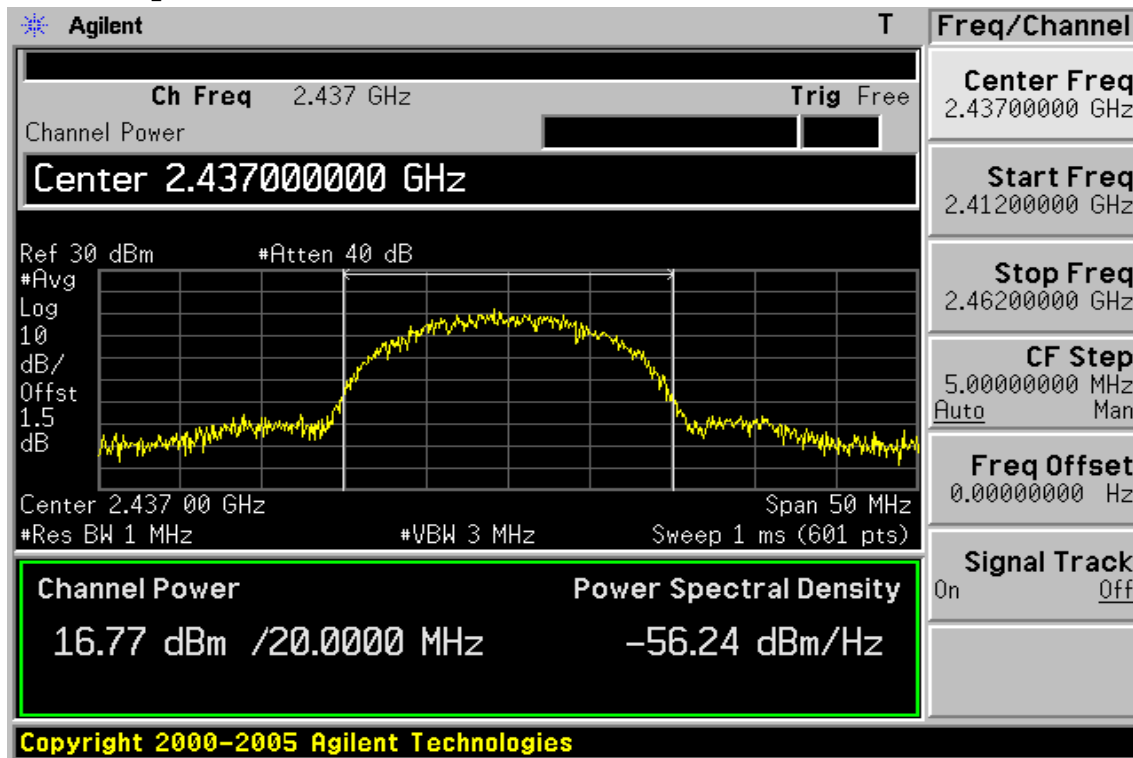 Agilent T Freq/Channel
Ch Freq 2.437 GHz Trig Free
Channel Power
Center 2.437000000 GHz
Ref 30 dBm #Atten 40 dB
#Avg
Log
10
dB/
Offst
1.5
dB
Center 2.437 00 GHz Span 50 MHz
#Res BW 1 MHz #VBW 3 MHz Sweep 1 ms (601 pts)
Channel Power Power Spectral Density
16.77 dBm /20.0000 MHz -56.24 dBm/Hz
Copyright 2000-2005 Agilent Technologies
Center Freq
2.43700000 GHz
Start Freq
2.41200000 GHz
Stop Freq
2.46200000 GHz
CF Step
5.00000000 MHz
Auto Man
Freq Offset
0.00000000 Hz
Signal Track
On Off